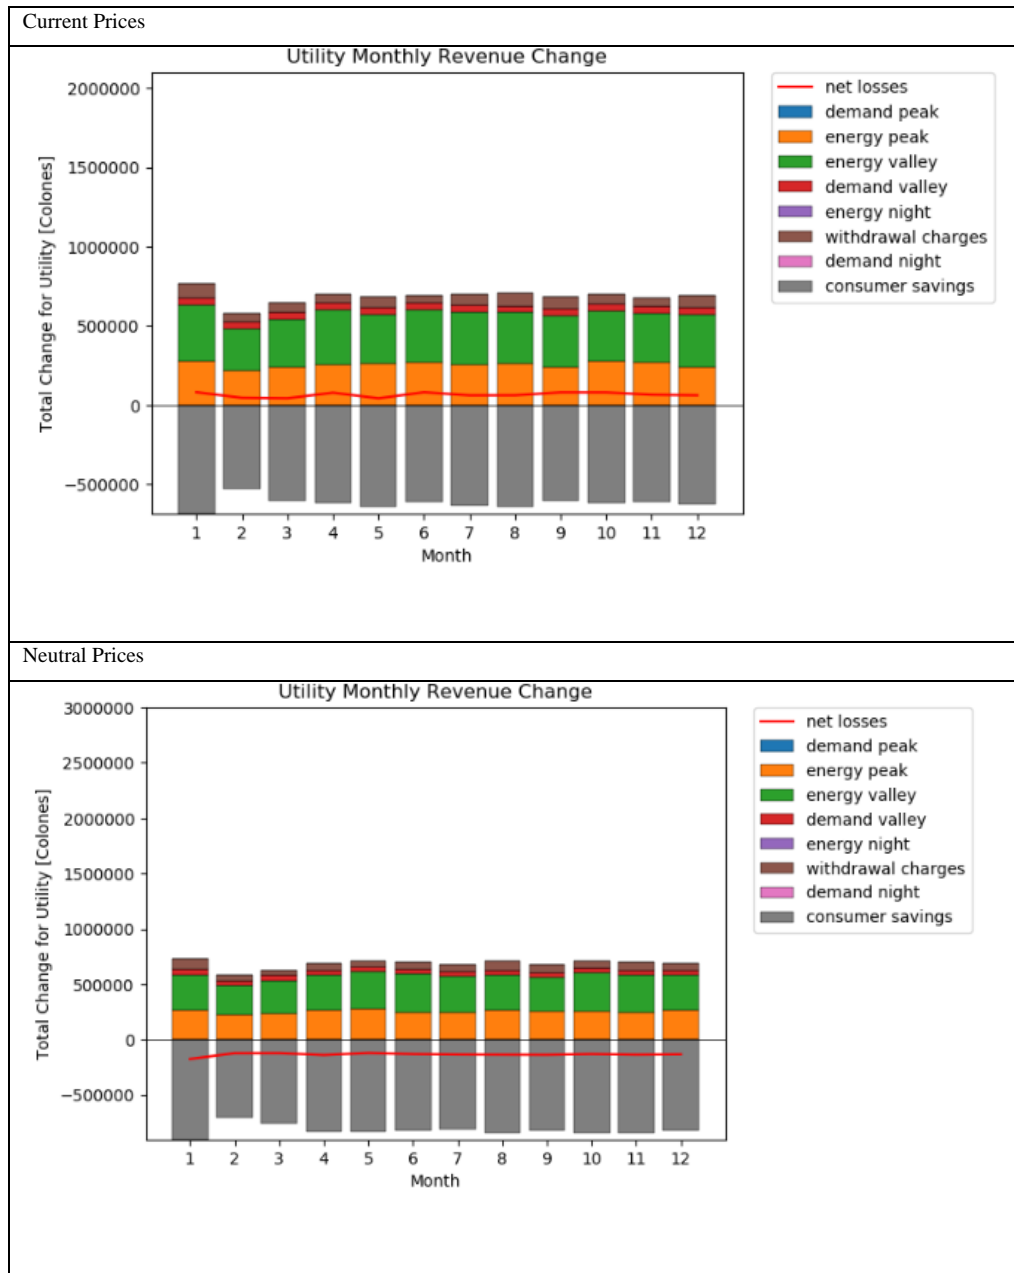 Current Prices
Utility Monthly Revenue Change
2000000
1500000
1000000
500000
0
−500000
Total Change for Utility [Colones]
1 2 3 4 5 6 7 8 9 10 11 12
Month
net losses
demand peak
energy peak
energy valley
demand valley
energy night
withdrawal charges
demand night
consumer savings
Neutral Prices
Utility Monthly Revenue Change
3000000
2500000
2000000
1500000
1000000
500000
0
−500000
Total Change for Utility [Colones]
1 2 3 4 5 6 7 8 9 10 11 12
Month
net losses
demand peak
energy peak
energy valley
demand valley
energy night
withdrawal charges
demand night
consumer savings